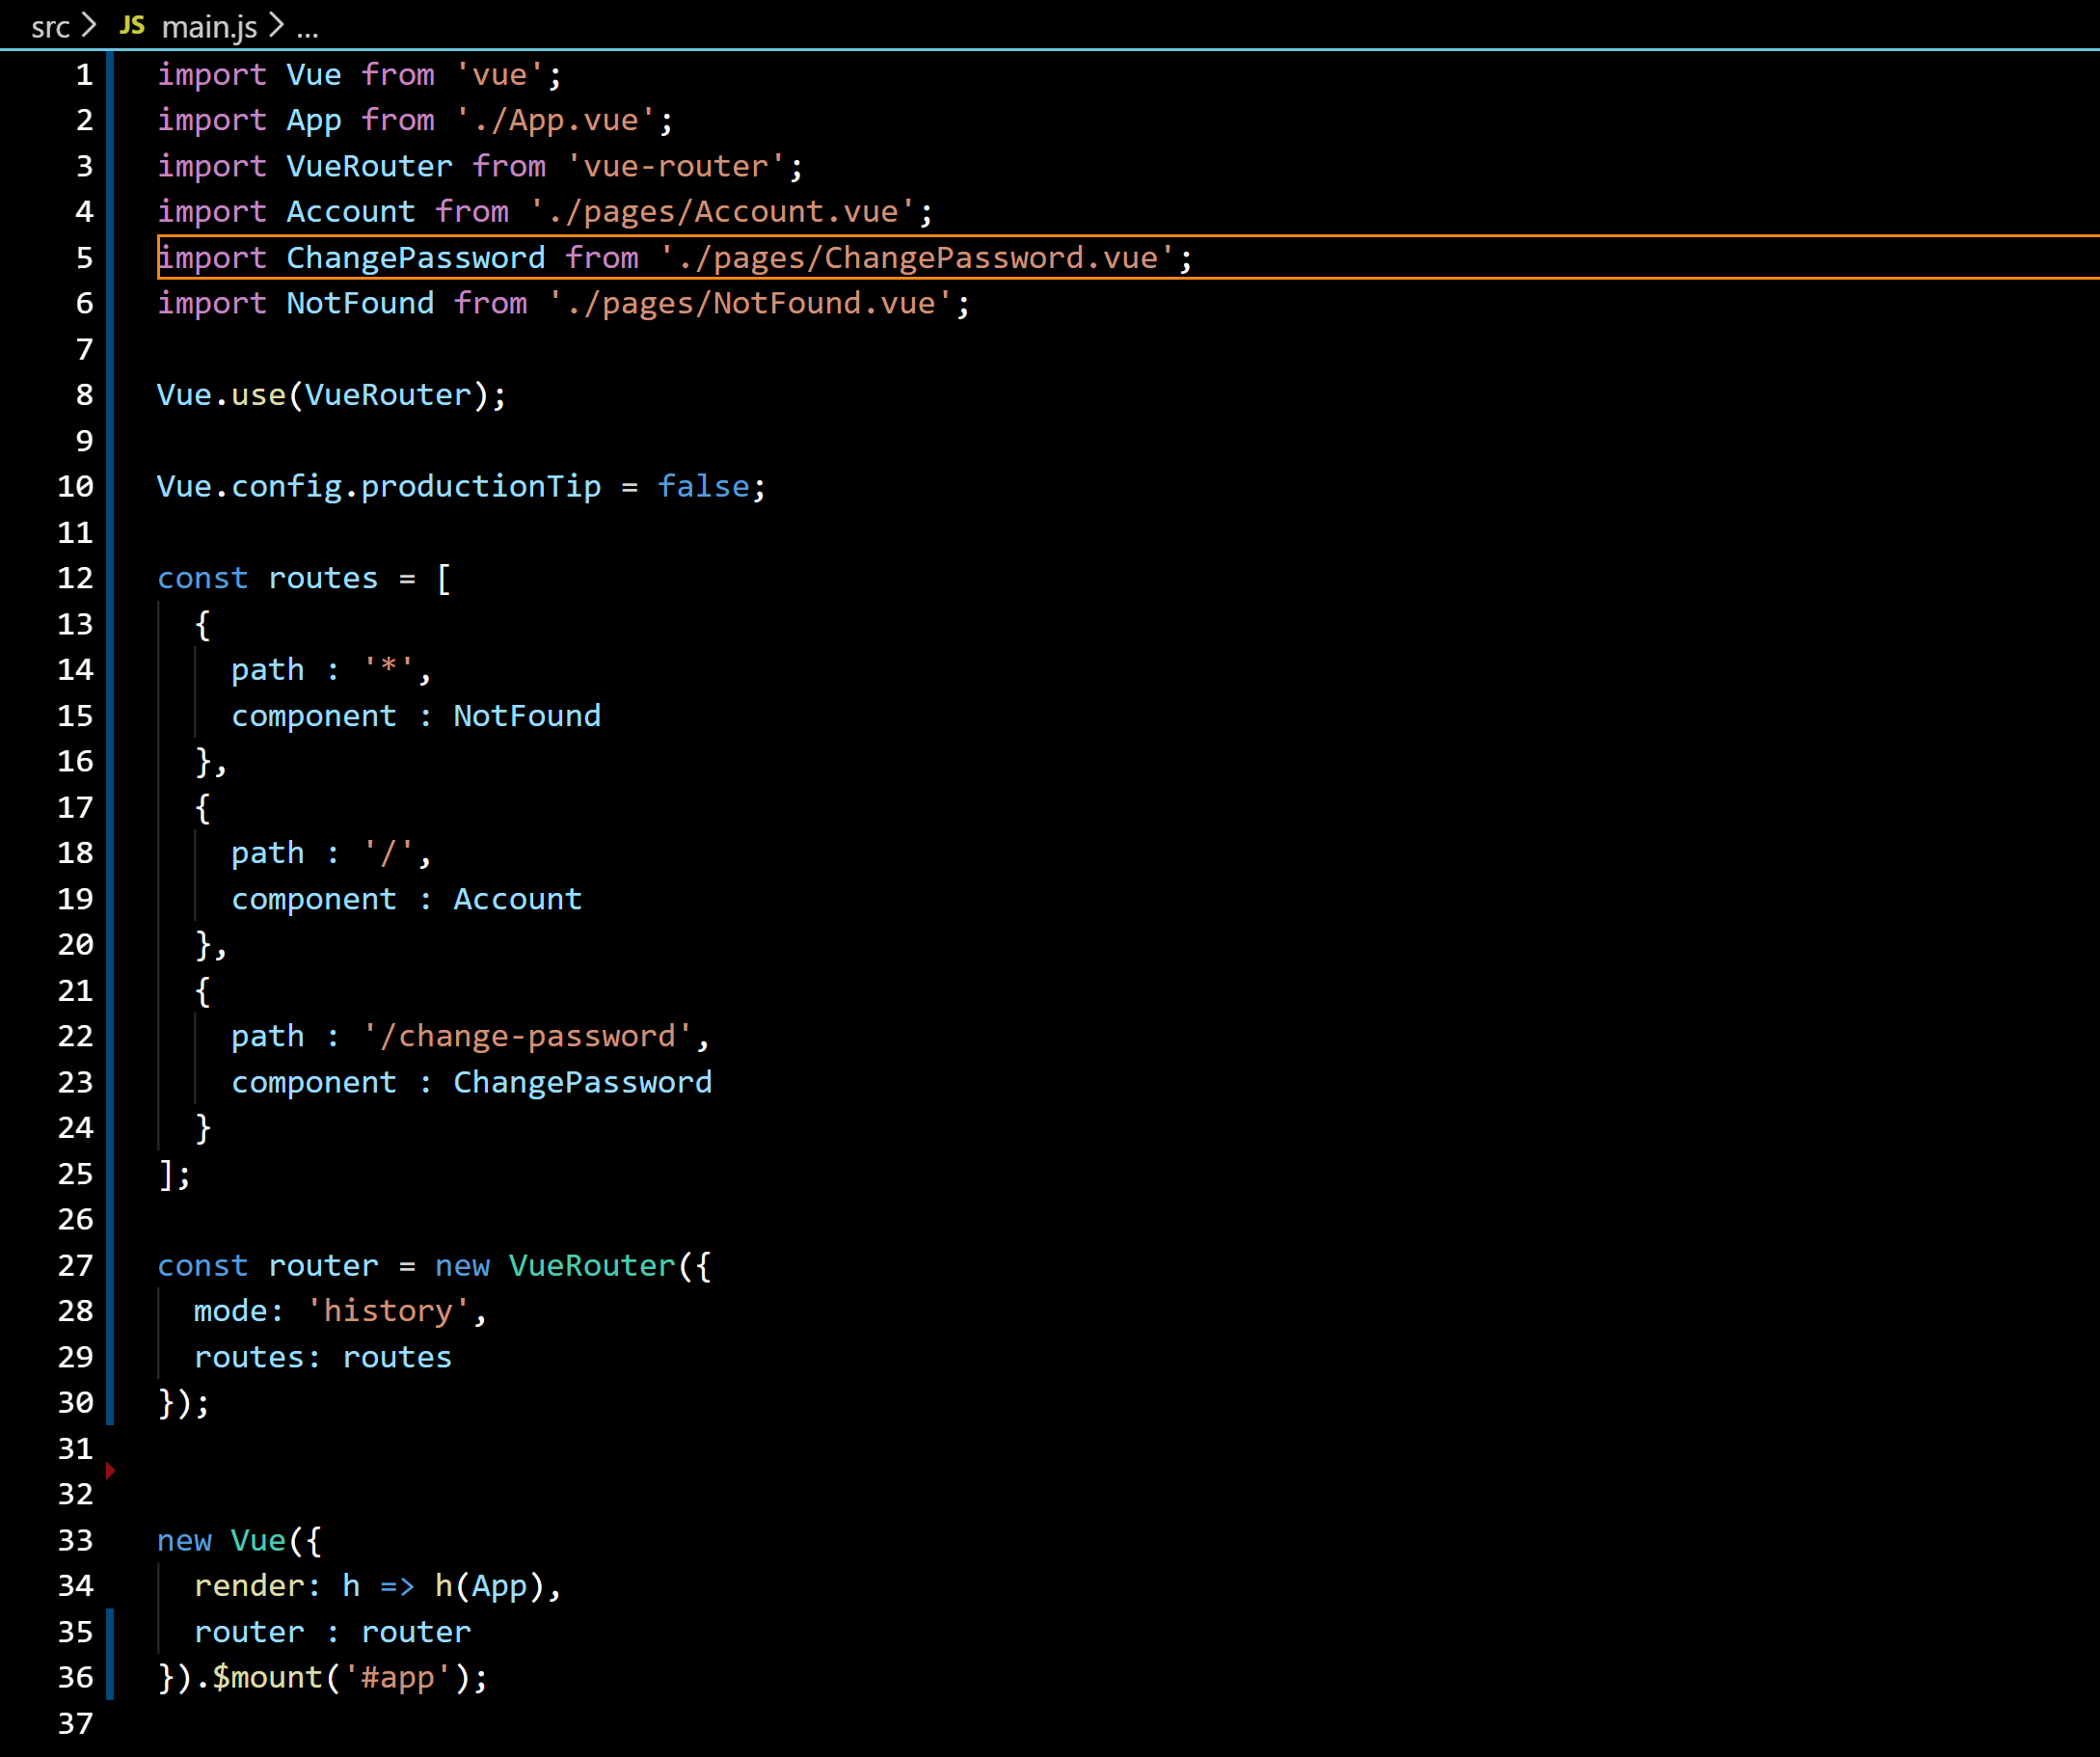 src > JS main.js > ...
1 import Vue from 'vue';
2 import App from './App.vue';
3 import VueRouter from 'vue-router';
4 import Account from './pages/Account.vue';
5 import ChangePassword from './pages/ChangePassword.vue';
6 import NotFound from './pages/NotFound.vue';
7
8 Vue.use(VueRouter);
9
10 Vue.config.productionTip = false;
11
12 const routes = [
13   {
14     path : '*',
15     component : NotFound
16   },
17   {
18     path : '/',
19     component : Account
20   },
21   {
22     path : '/change-password',
23     component : ChangePassword
24   }
25 ];
26
27 const router = new VueRouter({
28   mode: 'history',
29   routes: routes
30 });
31
32
33 new Vue({
34   render: h => h(App),
35   router : router
36 }).$mount('#app');
37